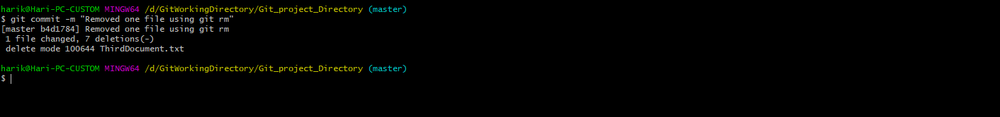 harik@Hari-PC-CUSTOM MINGW64 /d/GitWorkingDirectory/Git_project_Directory (master)
$ git commit -m "Removed one file using git rm"
[master b4d1784] Removed one file using git rm
 1 file changed, 7 deletions(-)
 delete mode 100644 ThirdDocument.txt
harik@Hari-PC-CUSTOM MINGW64 /d/GitWorkingDirectory/Git_project_Directory (master)
$